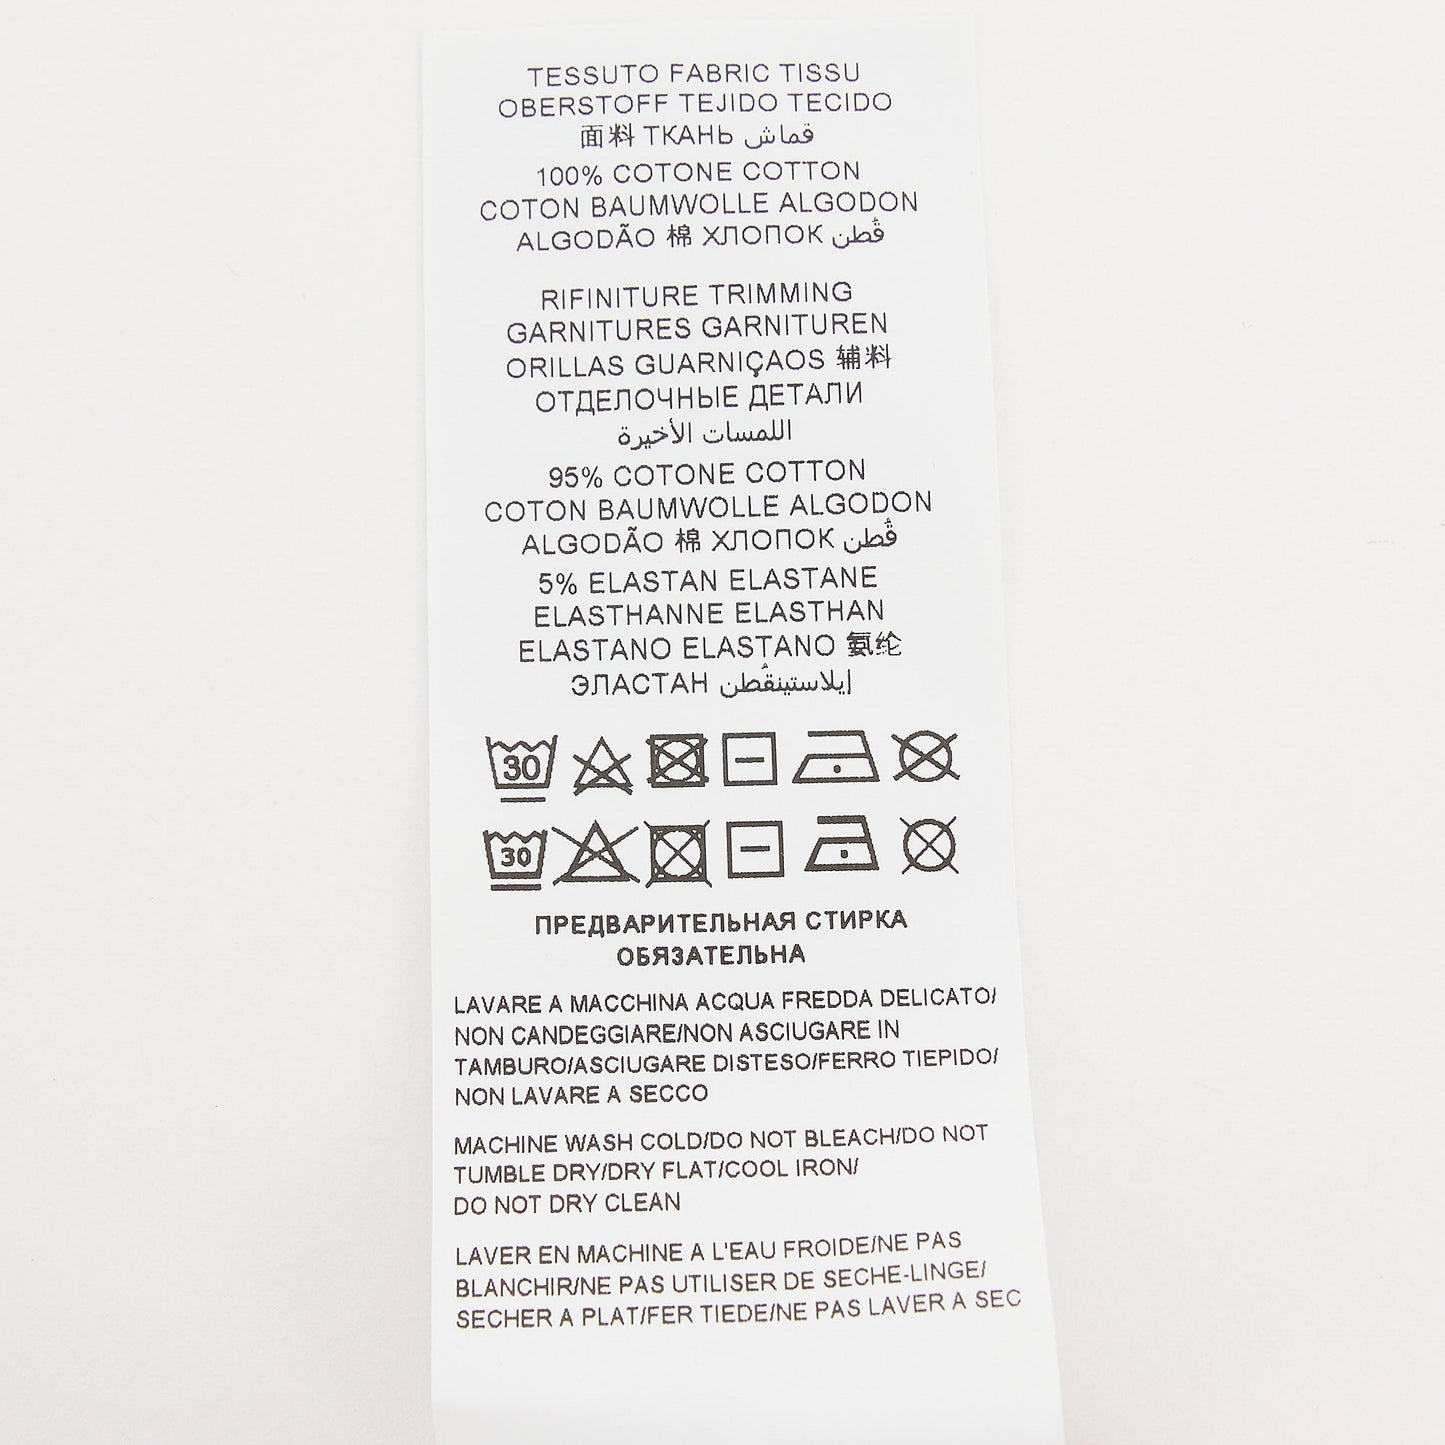 TESSUTO FABRIC TISSU
OBERSTOFF TEJIDO TECIDO
面料 ТКАНЬ قماش
100% COTONE COTTON
COTON BAUMWOLLE ALGODON
ALGODÃO 棉 ХЛОПОК قُطن
RIFINITURE TRIMMING
GARNITURES GARNITUREN
ORILLAS GUARNIÇAOS 辅料
ОТДЕЛОЧНЫЕ ДЕТАЛИ
اللمسات الأخيرة
95% COTONE COTTON
COTON BAUMWOLLE ALGODON
ALGODÃO 棉 ХЛОПОК قُطن
5% ELASTAN ELASTANE
ELASTHANNE ELASTHAN
ELASTANO ELASTANO 氨纶
ЭЛАСТАН إيلاستينقُطن
30
30
ПРЕДВАРИТЕЛЬНАЯ СТИРКА
ОБЯЗАТЕЛЬНА
LAVARE A MACCHINA ACQUA FREDDA DELICATO/
NON CANDEGGIARE/NON ASCIUGARE IN
TAMBURO/ASCIUGARE DISTESO/FERRO TIEPIDO/
NON LAVARE A SECCO
MACHINE WASH COLD/DO NOT BLEACH/DO NOT
TUMBLE DRY/DRY FLAT/COOL IRON/
DO NOT DRY CLEAN
LAVER EN MACHINE A L'EAU FROIDE/NE PAS
BLANCHIR/NE PAS UTILISER DE SECHE-LINGE/
SECHER A PLAT/FER TIEDE/NE PAS LAVER A SEC